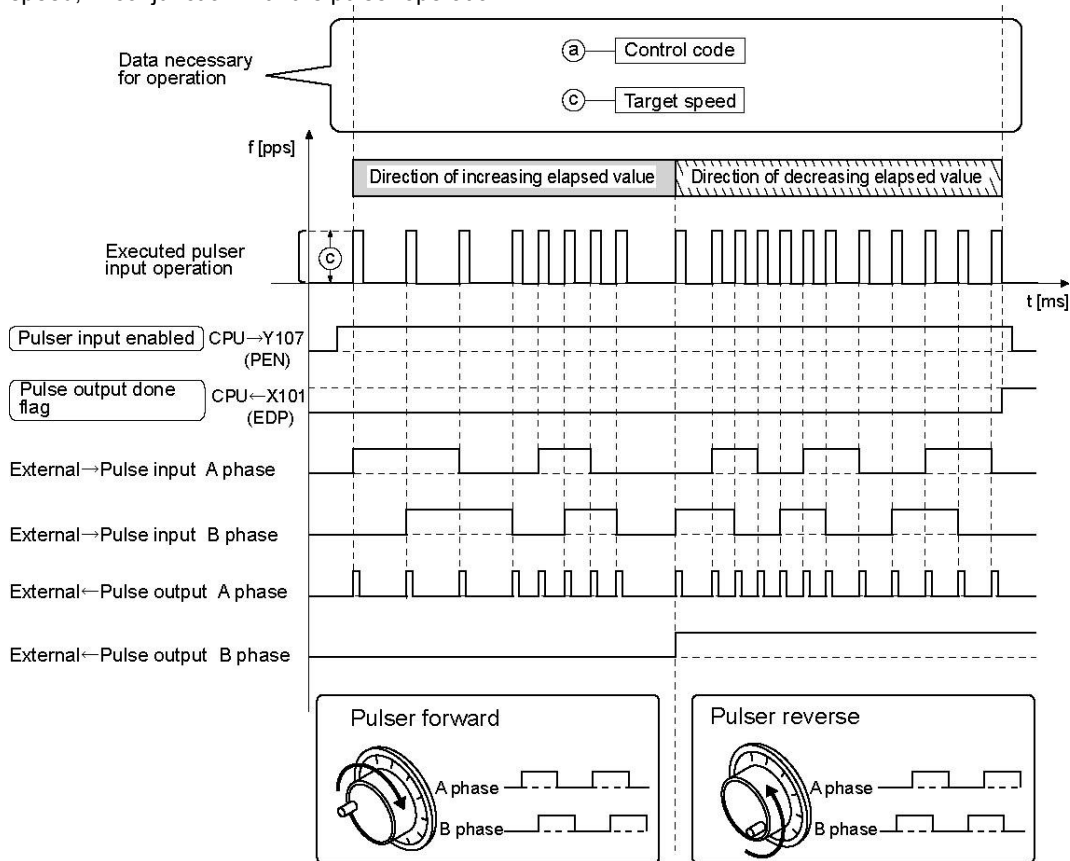 Data necessary
for operation
ⓐ Control code
ⓒ Target speed
f [pps]
Direction of increasing elapsed value
Direction of decreasing elapsed value
Executed pulser
input operation
ⓒ
t [ms]
Pulser input enabled
CPU→Y107
(PEN)
Pulse output done
flag
CPU←X101
(EDP)
External→Pulse input A phase
External→Pulse input B phase
External←Pulse output A phase
External←Pulse output B phase
Pulser forward
A phase
B phase
Pulser reverse
A phase
B phase